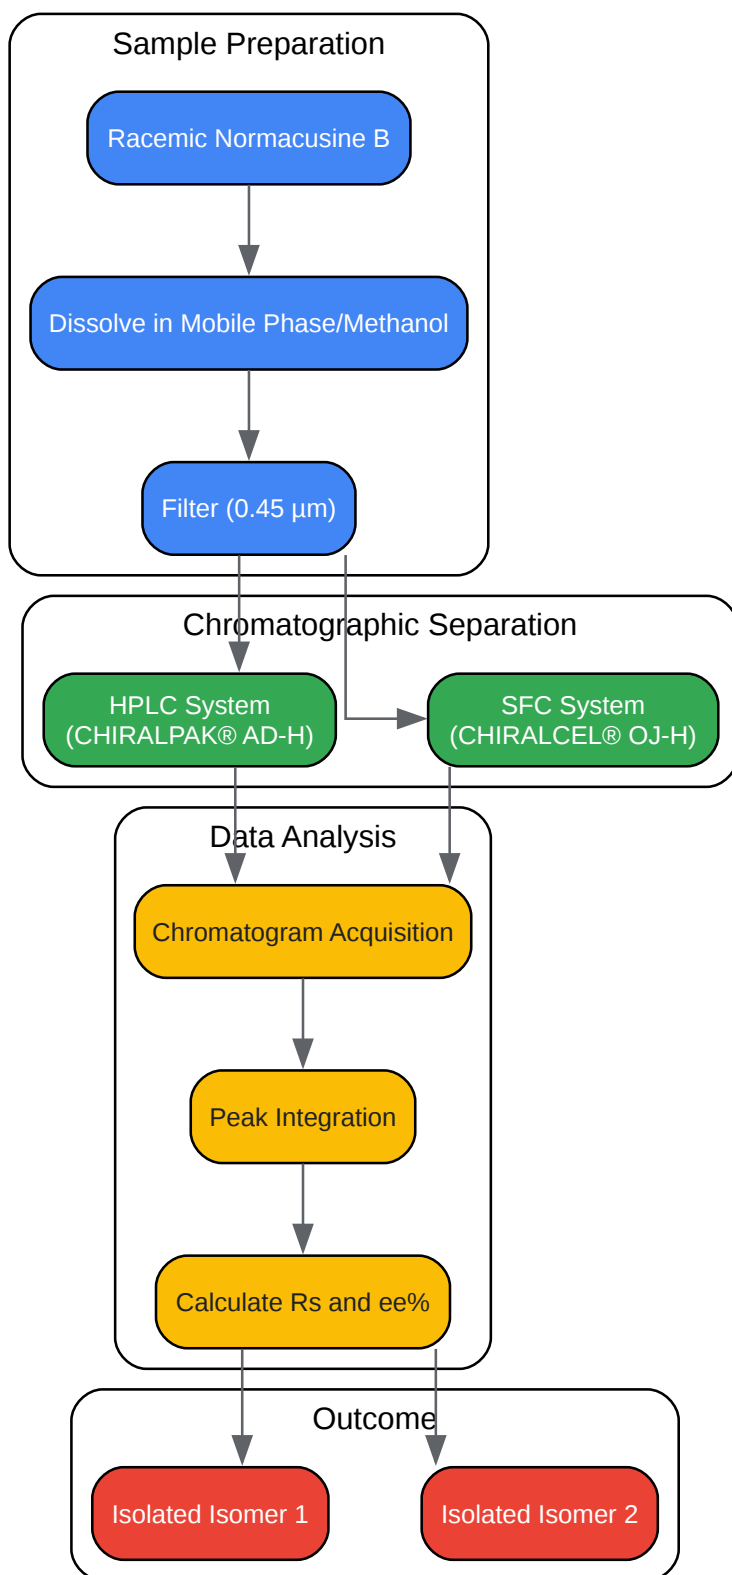 Sample Preparation
Racemic Normacusine B
Dissolve in Mobile Phase/Methanol
Filter (0.45 µm)
Chromatographic Separation
HPLC System
(CHIRALPAK® AD-H)
SFC System
(CHIRALCEL® OJ-H)
Data Analysis
Chromatogram Acquisition
Peak Integration
Calculate Rs and ee%
Outcome
Isolated Isomer 1
Isolated Isomer 2